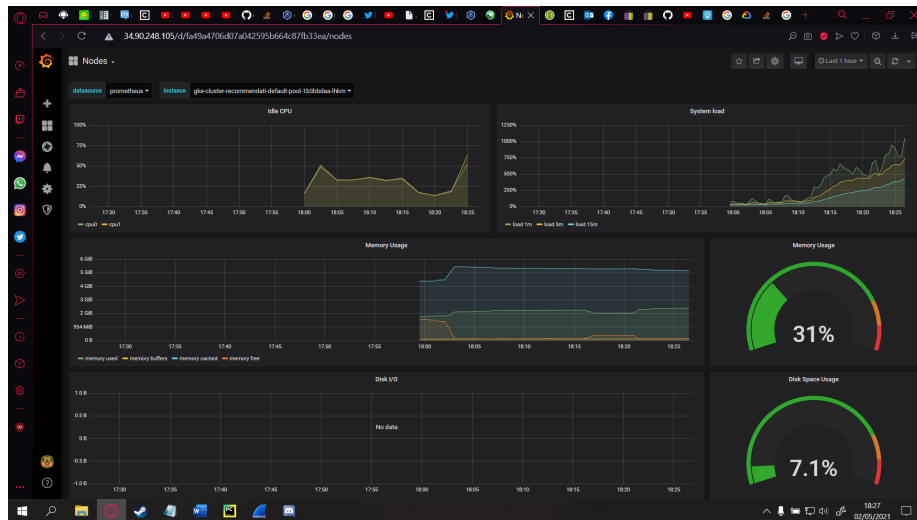 34.90.248.105/d/fa49a4706d07a042595b664c87fb33ea/nodes
Nodes
Last 1 hour
datasource prometheus instance gke-cluster-recommendati-default-pool-1b3bbdaa-lhkm
Idle CPU
100%
75%
50%
25%
0%
17:30 17:35 17:40 17:45 17:50 17:55 18:00 18:05 18:10 18:15 18:20 18:25
cpu0 cpu1
System load
1250%
1000%
750%
500%
250%
0%
17:30 17:35 17:40 17:45 17:50 17:55 18:00 18:05 18:10 18:15 18:20 18:25
load 1m load 5m load 15m
Memory Usage
6 GiB
5 GiB
4 GiB
3 GiB
2 GiB
954 MiB
0 B
17:30 17:35 17:40 17:45 17:50 17:55 18:00 18:05 18:10 18:15 18:20 18:25
memory used memory buffers memory cached memory free
Memory Usage
31%
Disk I/O
1.0 B
0.5 B
0 B
-0.5 B
-1.0 B
No data
17:30 17:35 17:40 17:45 17:50 17:55 18:00 18:05 18:10 18:15 18:20 18:25
Disk Space Usage
7.1%
18:27
02/05/2021